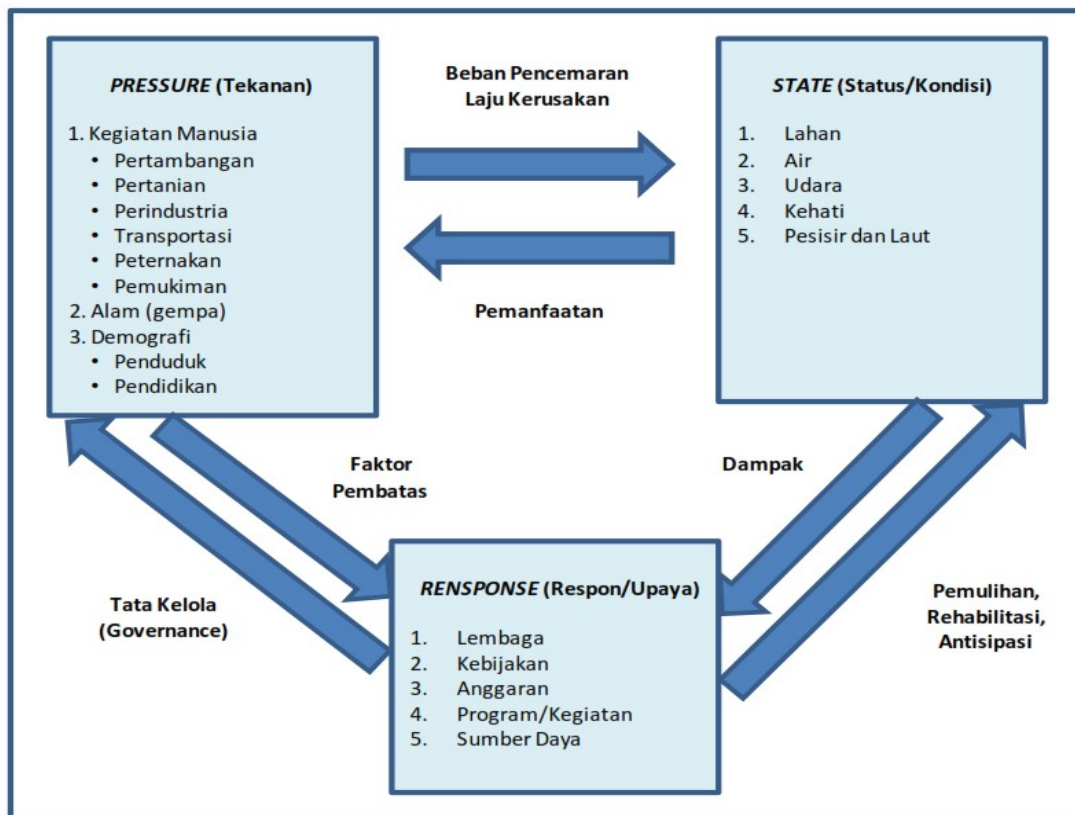 PRESSURE (Tekanan)
1. Kegiatan Manusia
• Pertambangan
• Pertanian
• Perindustria
• Transportasi
• Peternakan
• Pemukiman
2. Alam (gempa)
3. Demografi
• Penduduk
• Pendidikan
Beban Pencemaran
Laju Kerusakan
Pemanfaatan
STATE (Status/Kondisi)
1. Lahan
2. Air
3. Udara
4. Kehati
5. Pesisir dan Laut
Faktor
Pembatas
Dampak
Tata Kelola
(Governance)
RENSPONSE (Respon/Upaya)
1. Lembaga
2. Kebijakan
3. Anggaran
4. Program/Kegiatan
5. Sumber Daya
Pemulihan,
Rehabilitasi,
Antisipasi